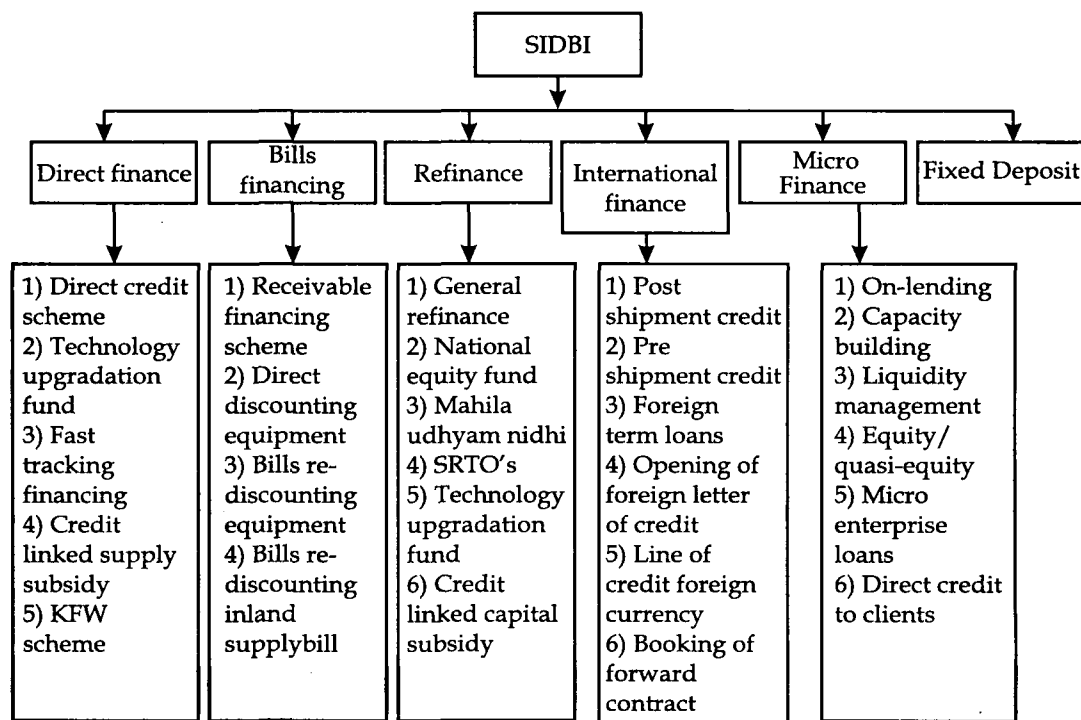 SIDBI
Direct finance
Bills
financing
Refinance
International
finance
Micro
Finance
Fixed Deposit
1) Direct credit
scheme
2) Technology
upgradation
fund
3) Fast
tracking
financing
4) Credit
linked supply
subsidy
5) KFW
scheme
1) Receivable
financing
scheme
2) Direct
discounting
equipment
3) Bills re-
discounting
equipment
4) Bills re-
discounting
inland
supplybill
1) General
refinance
2) National
equity fund
3) Mahila
udhyam nidhi
4) SRTO's
5) Technology
upgradation
fund
6) Credit
linked capital
subsidy
1) Post
shipment credit
2) Pre
shipment credit
3) Foreign
term loans
4) Opening of
foreign letter
of credit
5) Line of
credit foreign
currency
6) Booking of
forward
contract
1) On-lending
2) Capacity
building
3) Liquidity
management
4) Equity/
quasi-equity
5) Micro
enterprise
loans
6) Direct credit
to clients